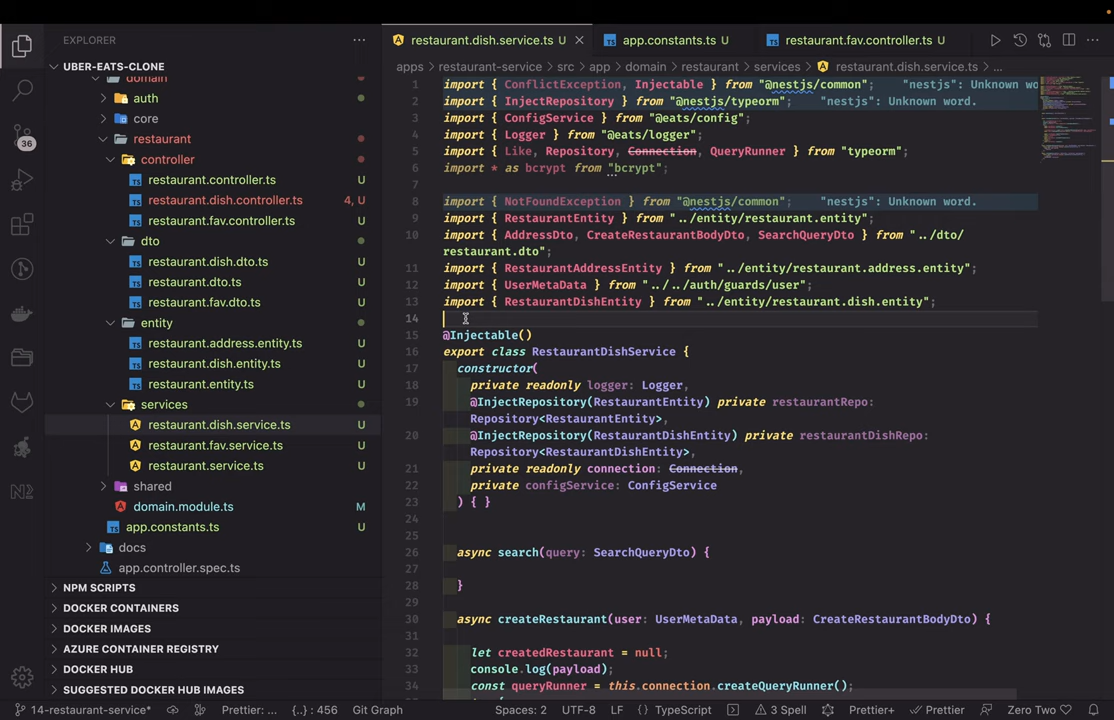 EXPLORER
restaurant.dish.service.ts U
app.constants.ts U
restaurant.fav.controller.ts U
UBER-EATS-CLONE
apps > restaurant-service > src > app > domain > restaurant > services > restaurant.dish.service.ts > ...
domain
auth
core
restaurant
controller
restaurant.controller.ts U
restaurant.dish.controller.ts 4, U
restaurant.fav.controller.ts U
dto
restaurant.dish.dto.ts U
restaurant.dto.ts U
restaurant.fav.dto.ts U
entity
restaurant.address.entity.ts U
restaurant.dish.entity.ts U
restaurant.entity.ts U
services
restaurant.dish.service.ts U
restaurant.fav.service.ts U
restaurant.service.ts U
shared
domain.module.ts M
app.constants.ts U
docs
app.controller.spec.ts
NPM SCRIPTS
DOCKER CONTAINERS
DOCKER IMAGES
AZURE CONTAINER REGISTRY
DOCKER HUB
SUGGESTED DOCKER HUB IMAGES
36
1 import { ConflictException, Injectable } from "@nestjs/common"; "nestjs": Unknown wo
2 import { InjectRepository } from "@nestjs/typeorm"; "nestjs": Unknown word.
3 import { ConfigService } from "@eats/config";
4 import { Logger } from "@eats/logger";
5 import { Like, Repository, Connection, QueryRunner } from "typeorm";
6 import * as bcrypt from "bcrypt";
7
8 import { NotFoundException } from "@nestjs/common"; "nestjs": Unknown word.
9 import { RestaurantEntity } from "../entity/restaurant.entity";
10 import { AddressDto, CreateRestaurantBodyDto, SearchQueryDto } from "../dto/
restaurant.dto";
11 import { RestaurantAddressEntity } from "../entity/restaurant.address.entity";
12 import { UserMetaData } from "../../auth/guards/user";
13 import { RestaurantDishEntity } from "../entity/restaurant.dish.entity";
14
15 @Injectable()
16 export class RestaurantDishService {
17 constructor(
18 private readonly logger: Logger,
19 @InjectRepository(RestaurantEntity) private restaurantRepo:
Repository<RestaurantEntity>,
20 @InjectRepository(RestaurantDishEntity) private restaurantDishRepo:
Repository<RestaurantDishEntity>,
21 private readonly connection: Connection,
22 private configService: ConfigService
23 ) { }
24
25
26 async search(query: SearchQueryDto) {
27
28 }
29
30 async createRestaurant(user: UserMetaData, payload: CreateRestaurantBodyDto) {
31
32 let createdRestaurant = null;
33 console.log(payload);
34 const queryRunner = this.connection.createQueryRunner();
14-restaurant-service* Prettier: ... {..} : 456 Git Graph Spaces: 2 UTF-8 LF {} TypeScript 3 Spell Prettier+ Prettier Zero Two